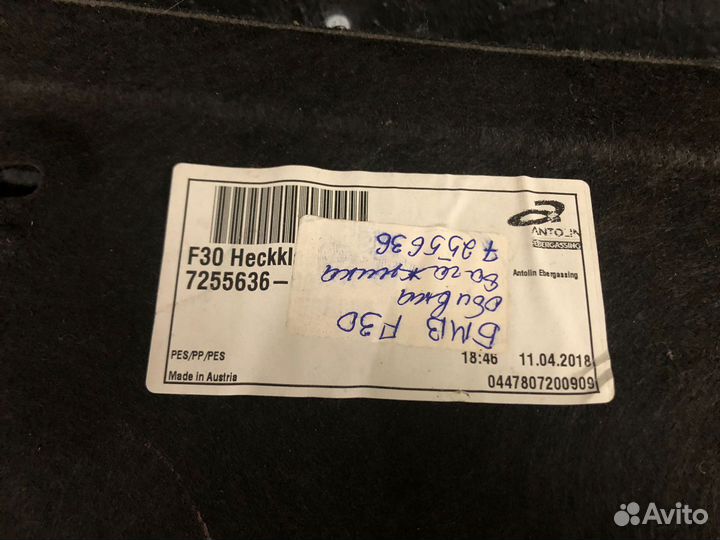 ANTOLIN
EBERGASSING
F30 Heckkl
7255636-
Antolin Ebergassing
БМВ F30
обивка
багажника
7255636
PES/PP/PES
18:46 11.04.2018
Made in Austria
0447807200909
Avito